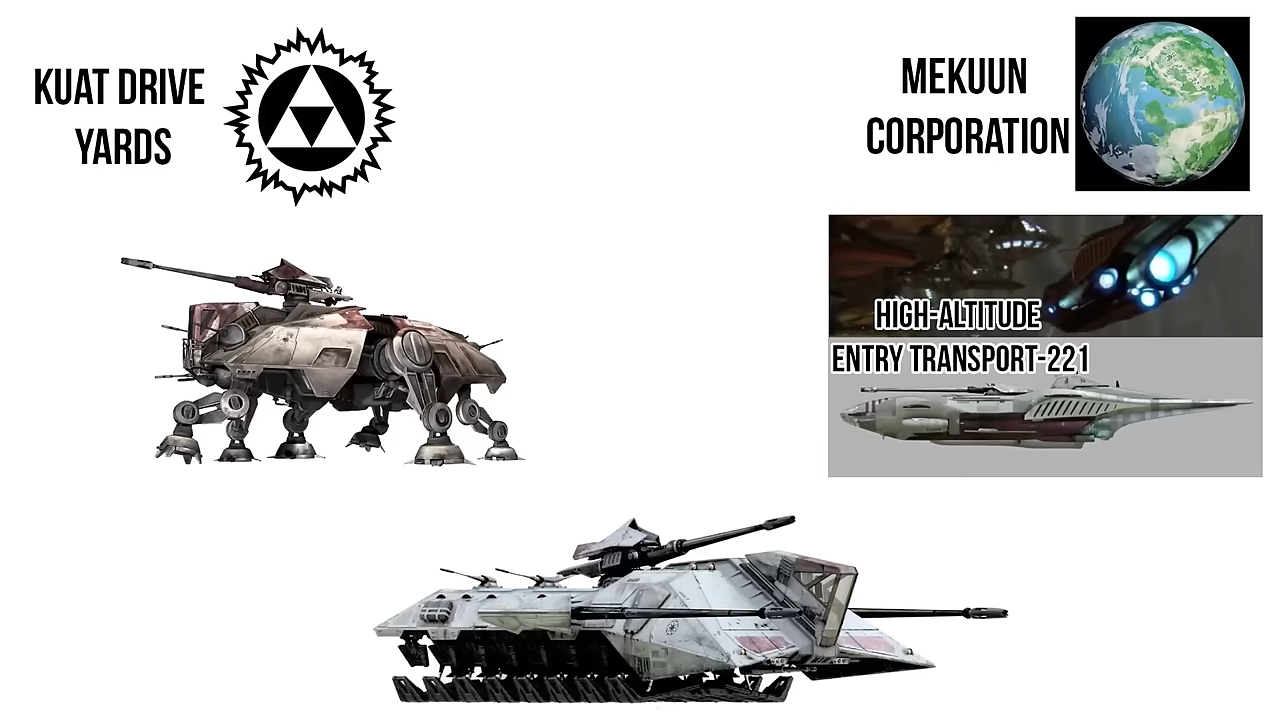 KUAT DRIVE
YARDS
MEKUUN
CORPORATION
HIGH-ALTITUDE
ENTRY TRANSPORT-221